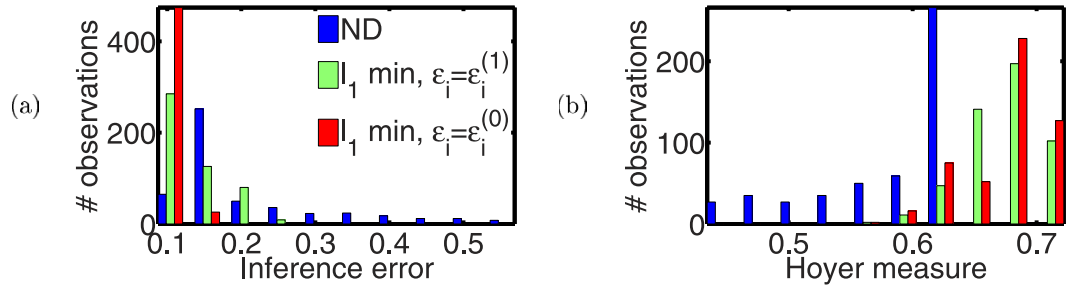 (a)
# observations
400
200
0
ND
l₁ min, εᵢ=εᵢ⁽¹⁾
l₁ min, εᵢ=εᵢ⁽⁰⁾
0.1 0.2 0.3 0.4 0.5
Inference error
(b)
# observations
200
100
0
0.5 0.6 0.7
Hoyer measure